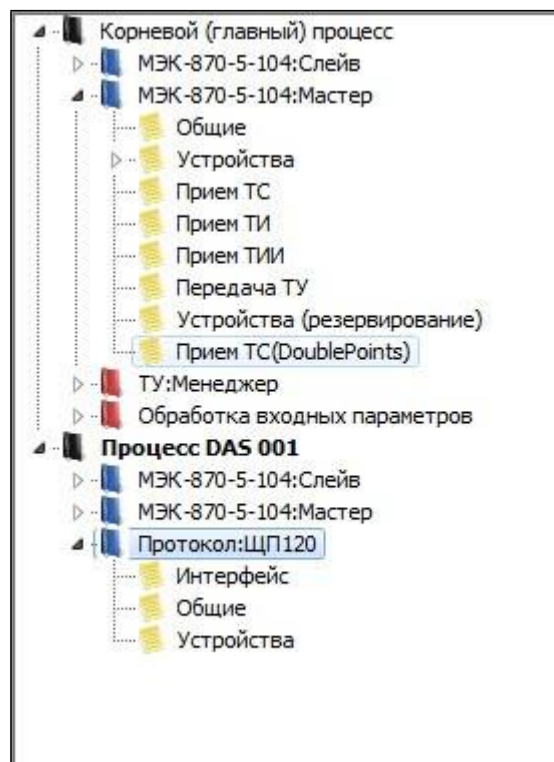 Корневой (главный) процесс
МЭК-870-5-104:Слейв
МЭК-870-5-104:Мастер
Общие
Устройства
Прием ТС
Прием ТИ
Прием ТИИ
Передача ТУ
Устройства (резервирование)
Прием ТС(DoublePoints)
ТУ:Менеджер
Обработка входных параметров
Процесс DAS 001
МЭК-870-5-104:Слейв
МЭК-870-5-104:Мастер
Протокол:ЩП120
Интерфейс
Общие
Устройства